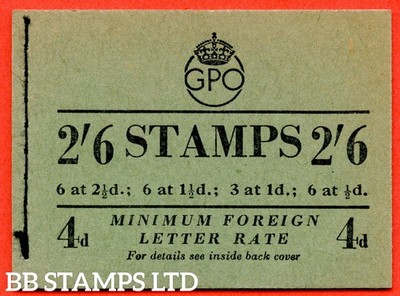 GPO
2/6 STAMPS 2/6
6 at 2½d.; 6 at 1½d.; 3 at 1d.; 6 at ½d.
4d MINIMUM FOREIGN 4d
LETTER RATE
For details see inside back cover
BB STAMPS LTD